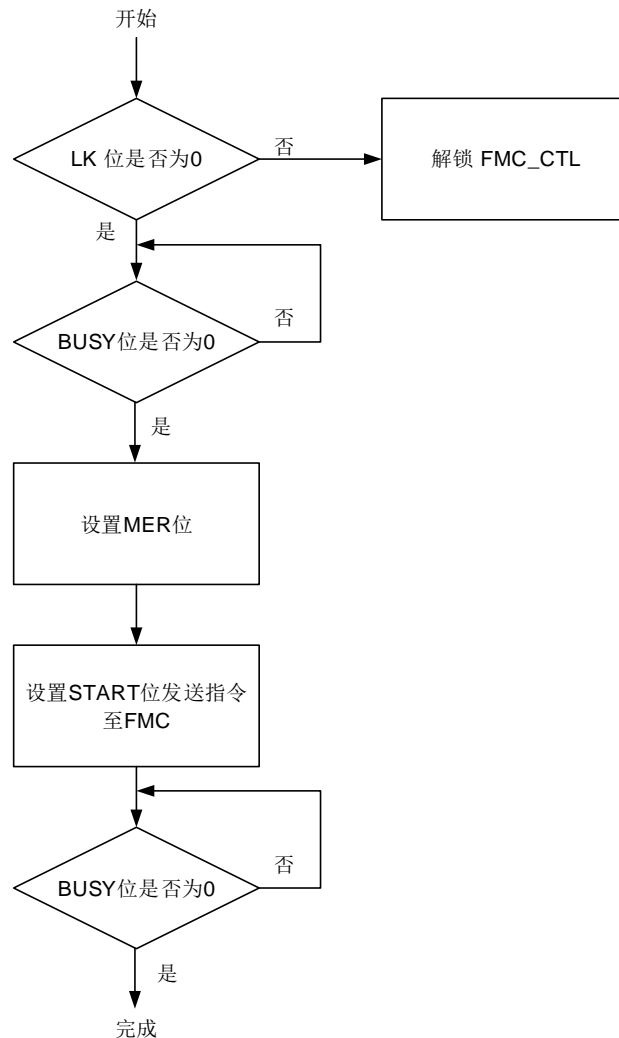 开始
LK 位是否为0
否
解锁 FMC_CTL
是
BUSY位是否为0
否
是
设置MER位
设置START位发送指令
至FMC
BUSY位是否为0
否
是
完成